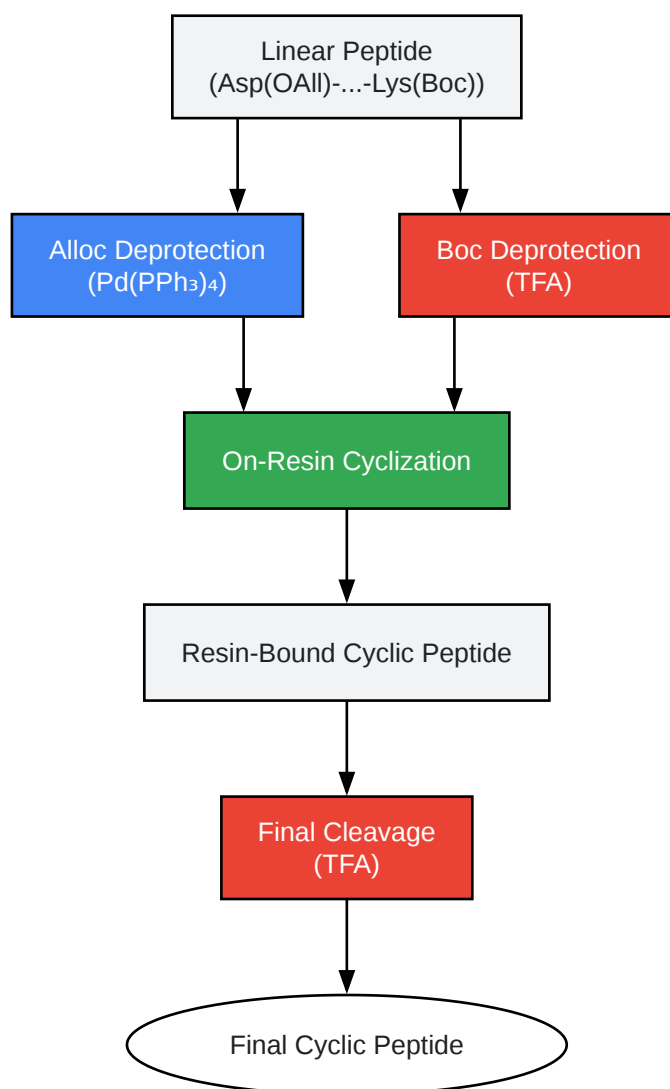 Linear Peptide
(Asp(OAll)-...-Lys(Boc))
Alloc Deprotection
(Pd(PPh₃)₄)
Boc Deprotection
(TFA)
On-Resin Cyclization
Resin-Bound Cyclic Peptide
Final Cleavage
(TFA)
Final Cyclic Peptide